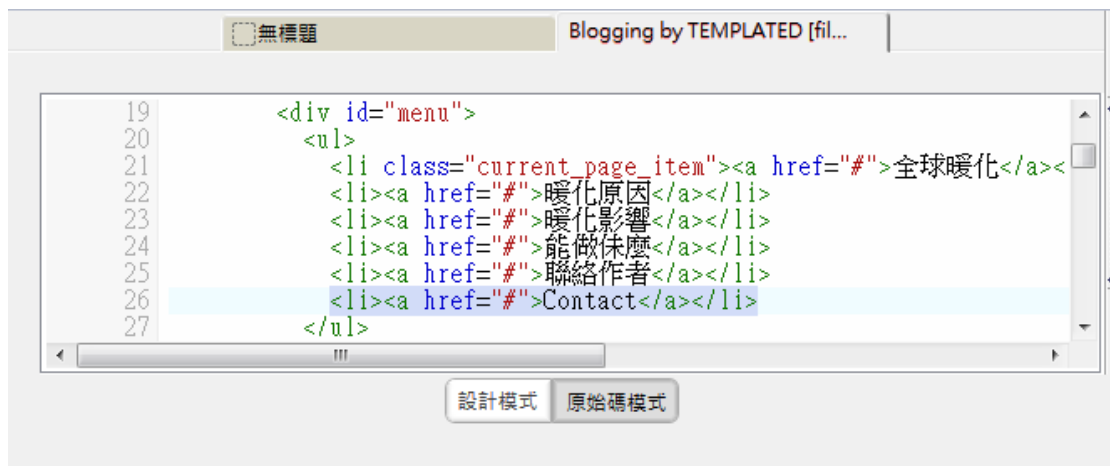 無標題
Blogging by TEMPLATED [fil...
19 <div id="menu">
20 <ul>
21 <li class="current_page_item"><a href="#">全球暖化</a><
22 <li><a href="#">暖化原因</a></li>
23 <li><a href="#">暖化影響</a></li>
24 <li><a href="#">能做什麼</a></li>
25 <li><a href="#">聯絡作者</a></li>
26 <li><a href="#">Contact</a></li>
27 </ul>
設計模式
原始碼模式